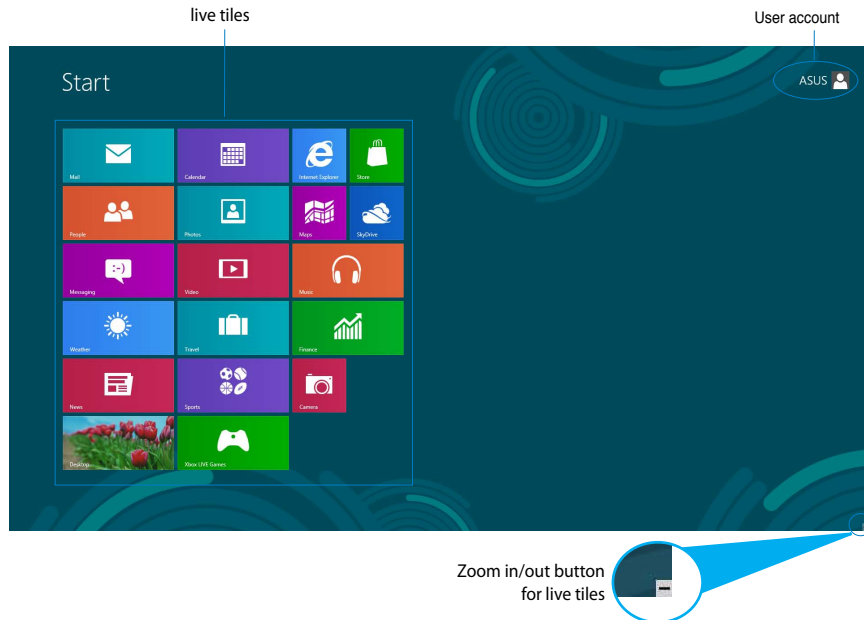 live tiles
User account
Start
ASUS
Mail
Calendar
Internet Explorer
Store
People
Photos
Maps
SkyDrive
Messaging
Video
Music
Weather
Travel
Finance
News
Sports
Camera
Desktop
Xbox LIVE Games
Zoom in/out button
for live tiles